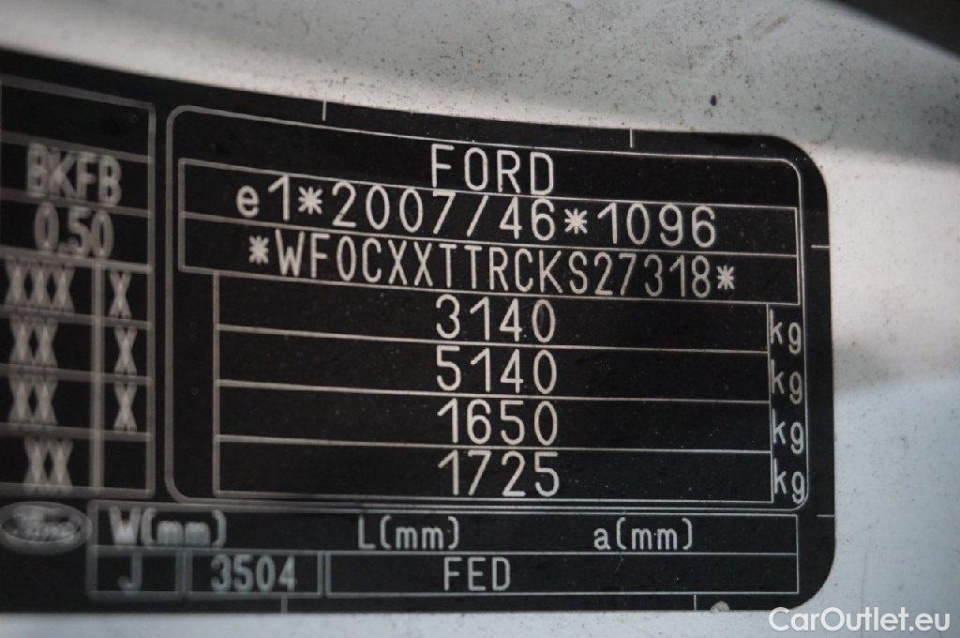 FORD
e1*2007/46*1096
*WF0CXXTTRCKS27318*
3140 kg
5140 kg
1650 kg
1725 kg
BKFB
0.50
XXX X
XX X
XX X
XX
Ford W(mm) L(mm) a(mm)
J 3504 FED
CarOutlet.eu